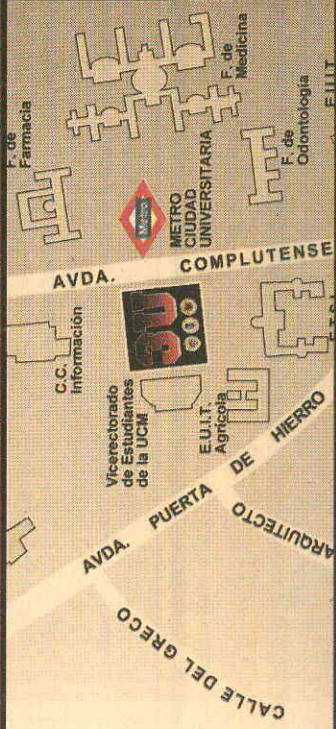 F. de
Farmacia
C.C.
Información
AVDA.
COMPLUTENSE
Metro
METRO
CIUDAD
UNIVERSITARIA
F. de
Medicina
F. de
Odontología
E.U.I.T
Vicerectorado
de Estudiantes
de la UCM
E.U.I.T.
Agrícola
AVDA. PUERTA DE HIERRO
ARQUITECTO
CALLE DEL GRECO